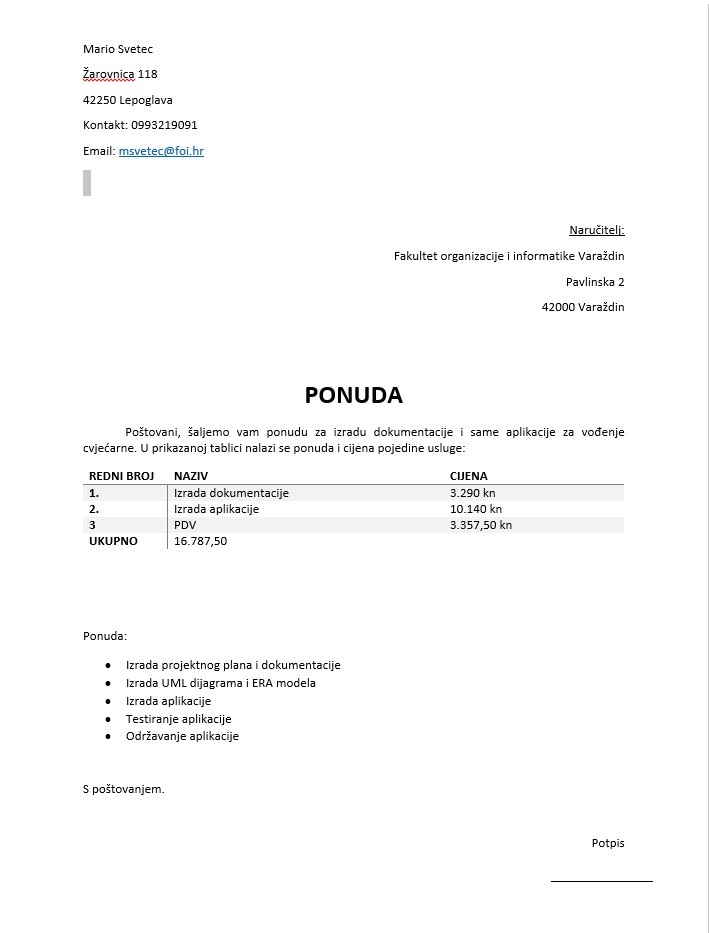 Mario Svetec
Žarovnica 118
42250 Lepoglava
Kontakt: 0993219091
Email: msvetec@foi.hr
Naručitelj:
Fakultet organizacije i informatike Varaždin
Pavlinska 2
42000 Varaždin
PONUDA
Poštovani, šaljemo vam ponudu za izradu dokumentacije i same aplikacije za vođenje
cvjećarne. U prikazanoj tablici nalazi se ponuda i cijena pojedine usluge:
REDNI BROJ NAZIV CIJENA
1. Izrada dokumentacije 3.290 kn
2. Izrada aplikacije 10.140 kn
3 PDV 3.357,50 kn
UKUPNO 16.787,50
Ponuda:
• Izrada projektnog plana i dokumentacije
• Izrada UML dijagrama i ERA modela
• Izrada aplikacije
• Testiranje aplikacije
• Održavanje aplikacije
S poštovanjem.
Potpis